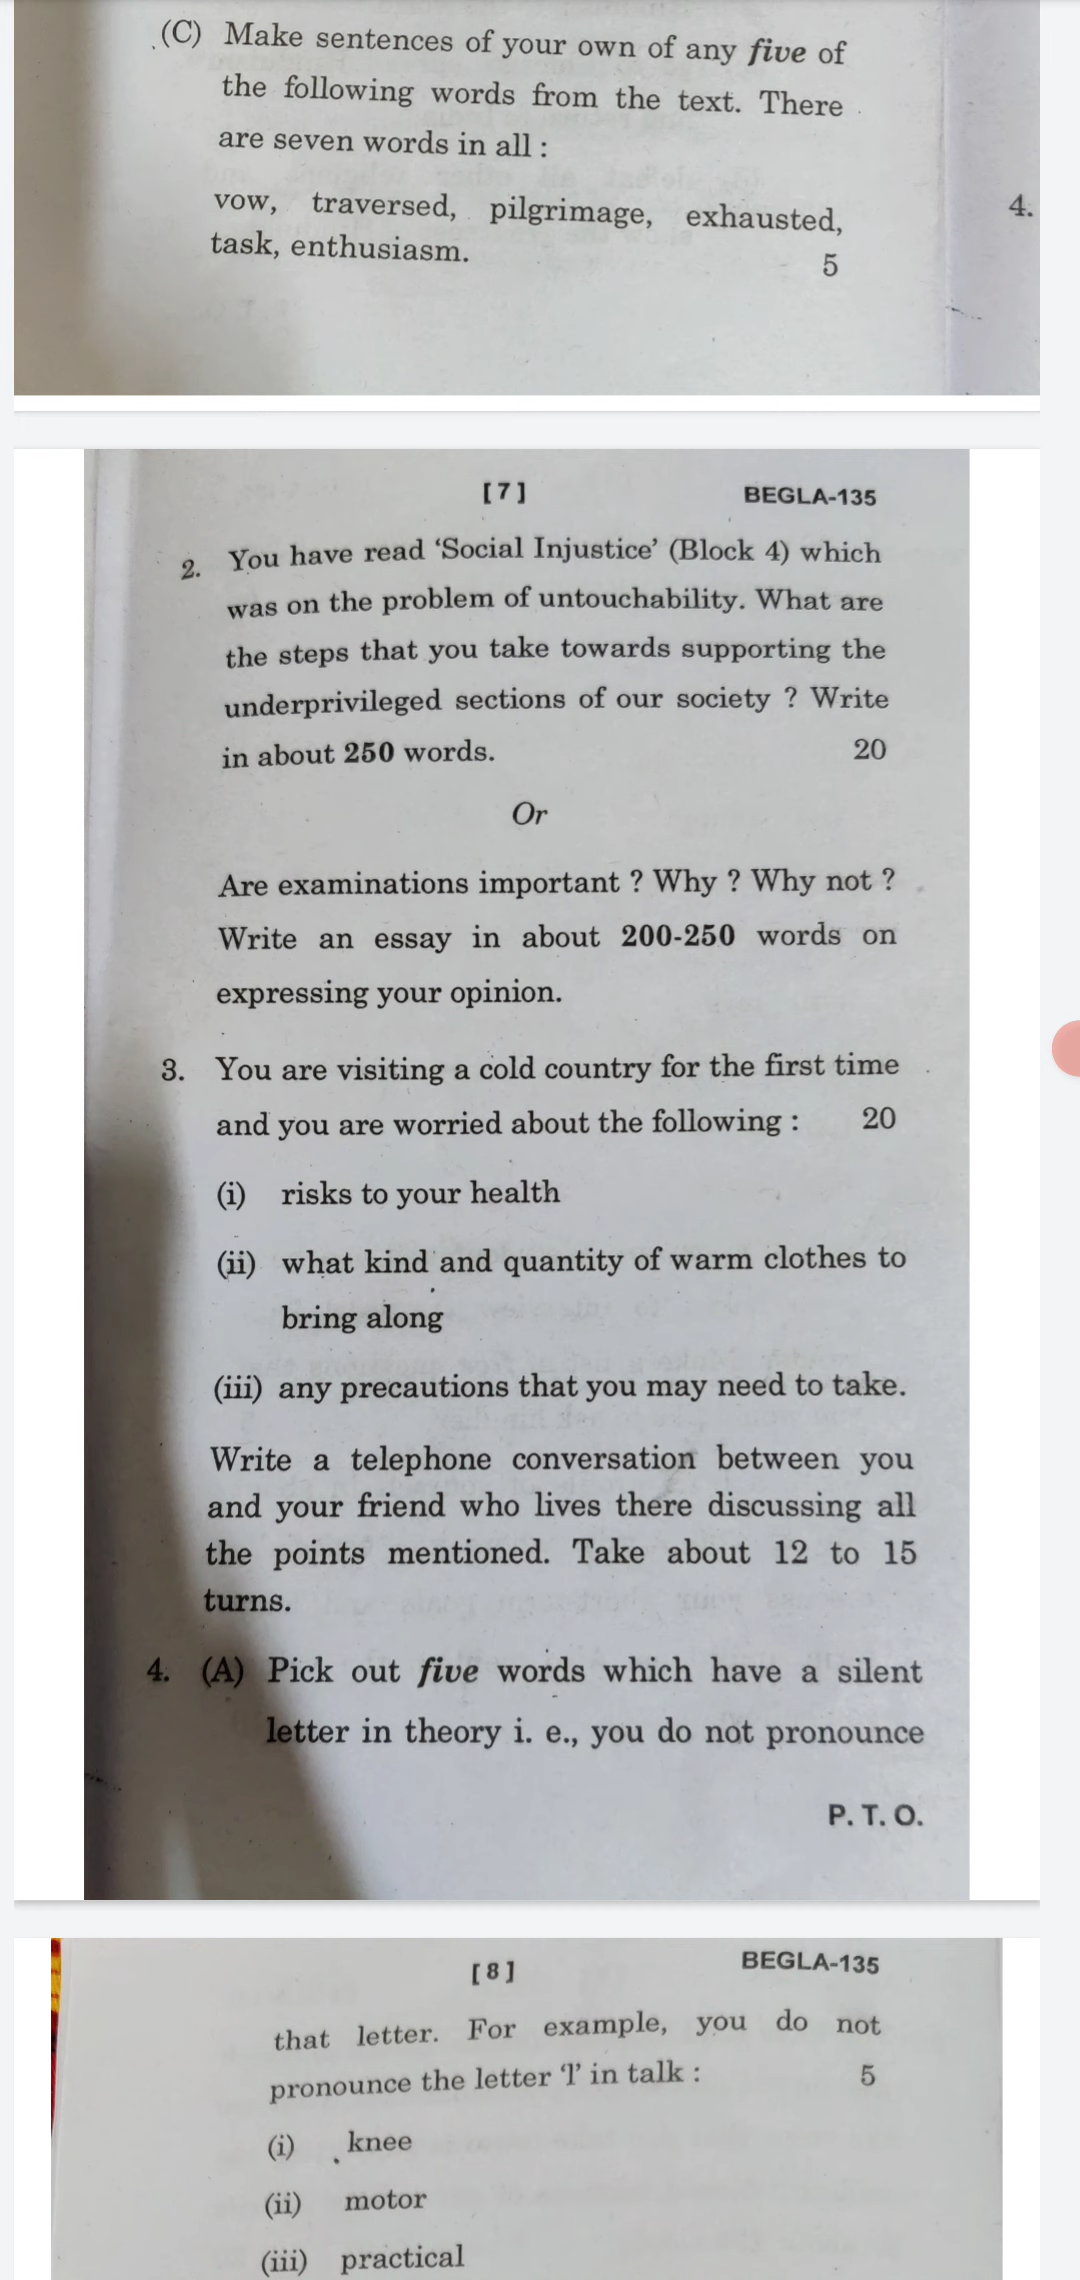 (C) Make sentences of your own of any five of
the following words from the text. There
are seven words in all :
vow, traversed, pilgrimage, exhausted,
task, enthusiasm.
5
4.
[ 7 ] BEGLA-135
2. You have read ‘Social Injustice’ (Block 4) which
was on the problem of untouchability. What are
the steps that you take towards supporting the
underprivileged sections of our society ? Write
in about 250 words. 20
Or
Are examinations important ? Why ? Why not ?
Write an essay in about 200-250 words on
expressing your opinion.
3. You are visiting a cold country for the first time
and you are worried about the following : 20
(i) risks to your health
(ii) what kind and quantity of warm clothes to
bring along
(iii) any precautions that you may need to take.
Write a telephone conversation between you
and your friend who lives there discussing all
the points mentioned. Take about 12 to 15
turns.
4. (A) Pick out five words which have a silent
letter in theory i. e., you do not pronounce
P. T. O.
[ 8 ] BEGLA-135
that letter. For example, you do not
pronounce the letter ‘l’ in talk : 5
(i) knee
(ii) motor
(iii) practical